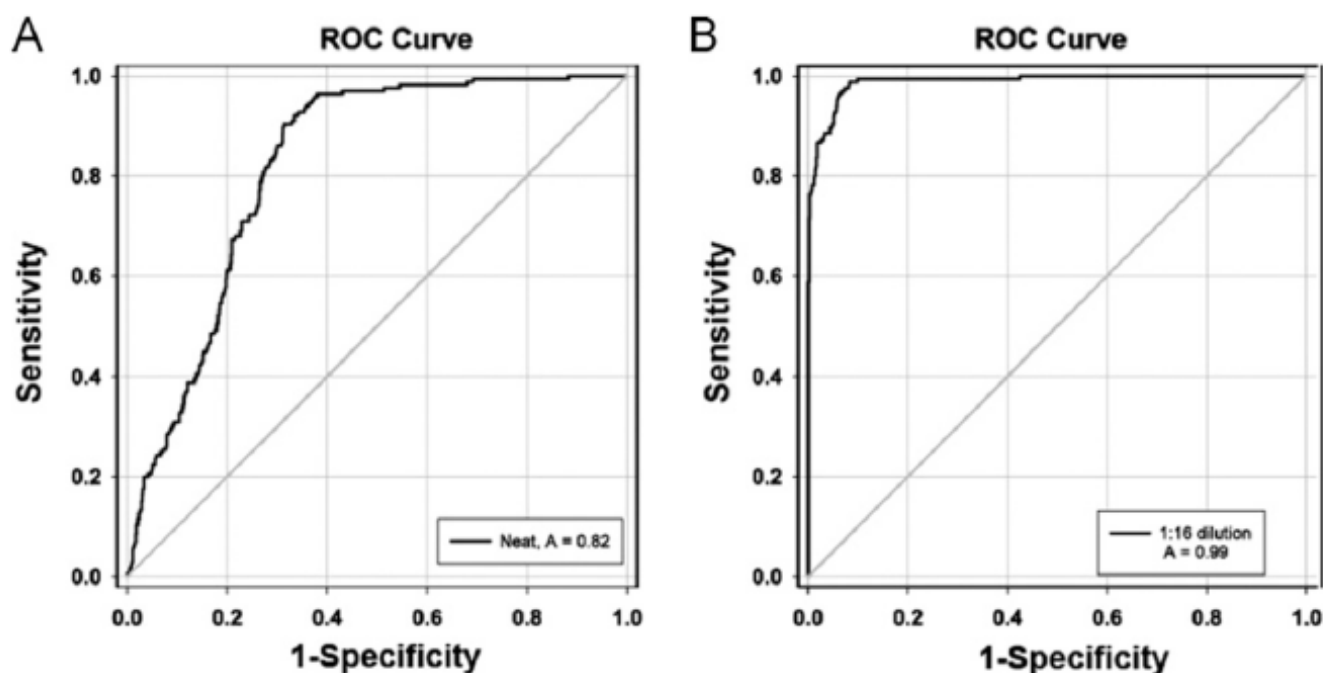 A
ROC Curve
Sensitivity
1.0
0.8
0.6
0.4
0.2
0.0
Neat, A = 0.82
0.0 0.2 0.4 0.6 0.8 1.0
1-Specificity
B
ROC Curve
Sensitivity
1.0
0.8
0.6
0.4
0.2
0.0
1:16 dilution
A = 0.99
0.0 0.2 0.4 0.6 0.8 1.0
1-Specificity